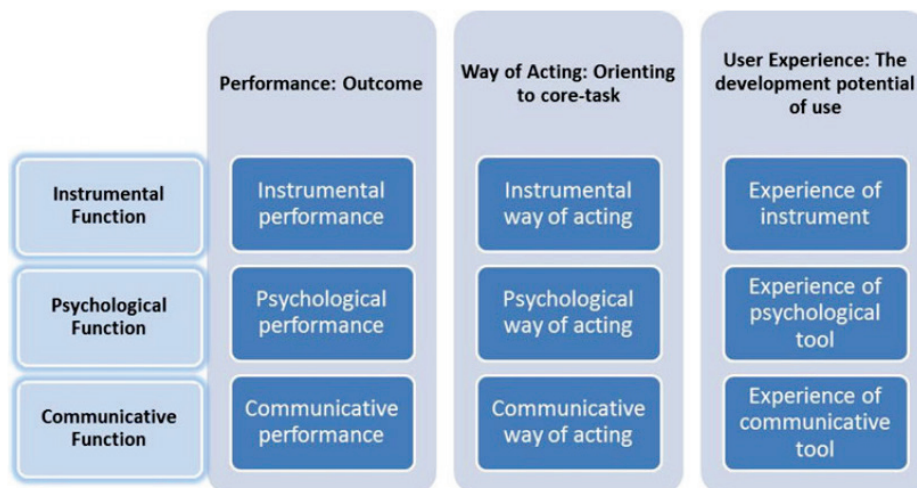 Performance: Outcome
Way of Acting: Orienting
to core-task
User Experience: The
development potential
of use
Instrumental
Function
Instrumental
performance
Instrumental
way of acting
Experience of
instrument
Psychological
Function
Psychological
performance
Psychological
way of acting
Experience of
psychological
tool
Communicative
Function
Communicative
performance
Communicative
way of acting
Experience of
communicative
tool